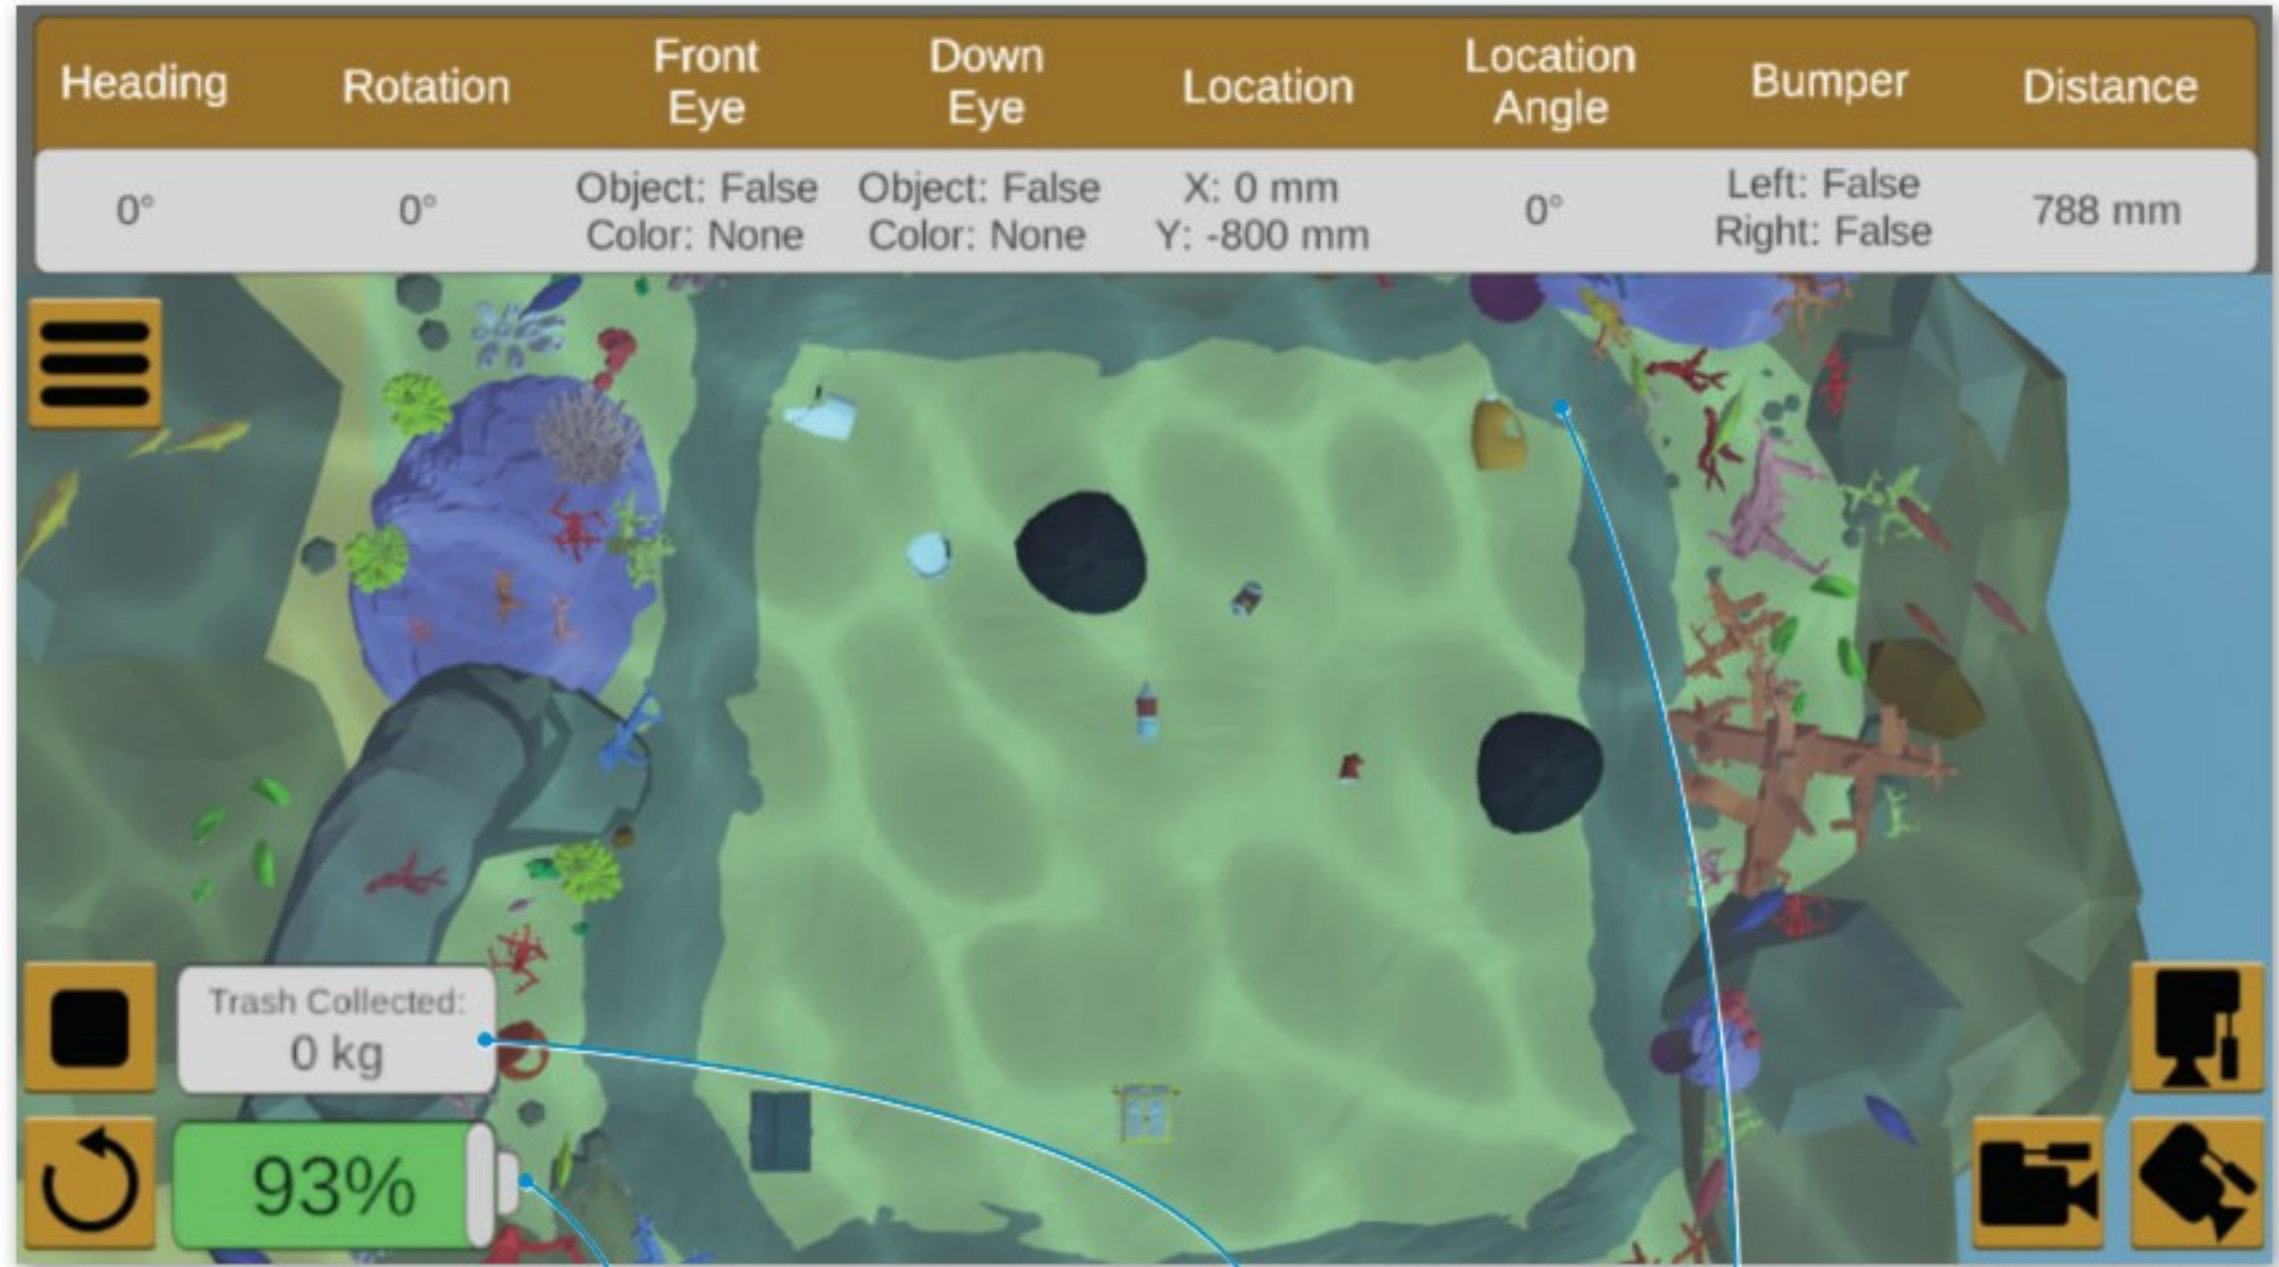 Heading
Rotation
Front
Eye
Down
Eye
Location
Location
Angle
Bumper
Distance
0°
0°
Object: False
Color: None
Object: False
Color: None
X: 0 mm
Y: -800 mm
0°
Left: False
Right: False
788 mm
Trash Collected:
0 kg
93%